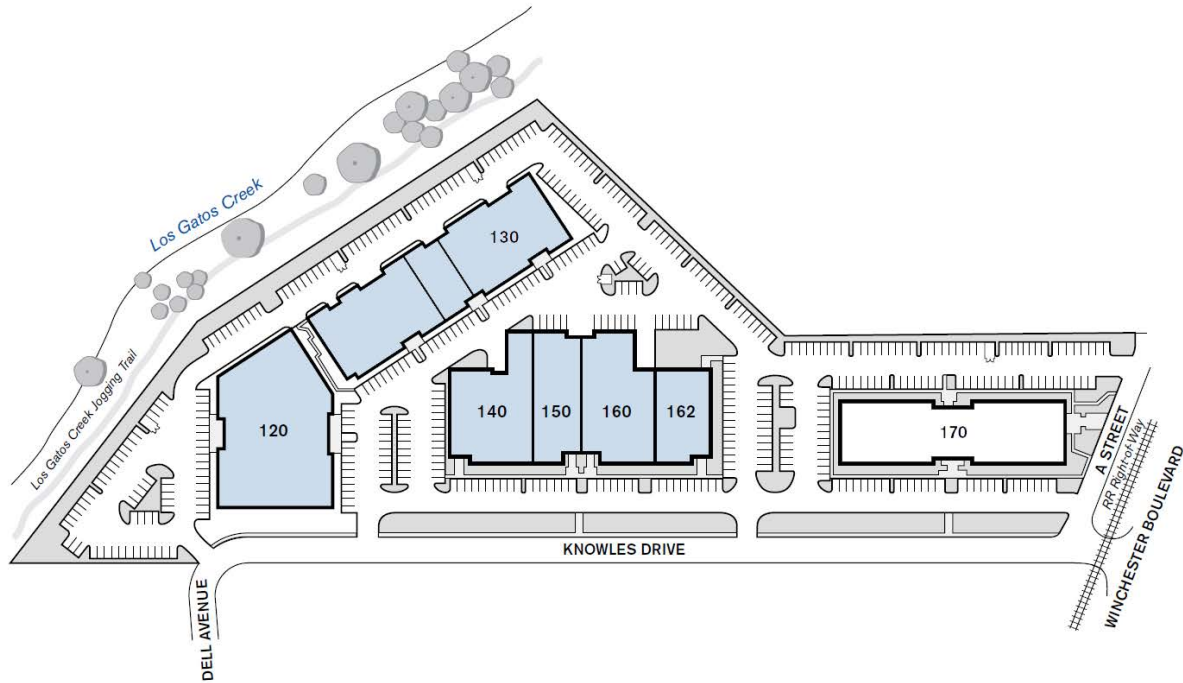 Los Gatos Creek
Los Gatos Creek Jogging Trail
130
120
140
150
160
162
170
A STREET
RR Right-of-Way
WINCHESTER BOULEVARD
KNOWLES DRIVE
DELL AVENUE